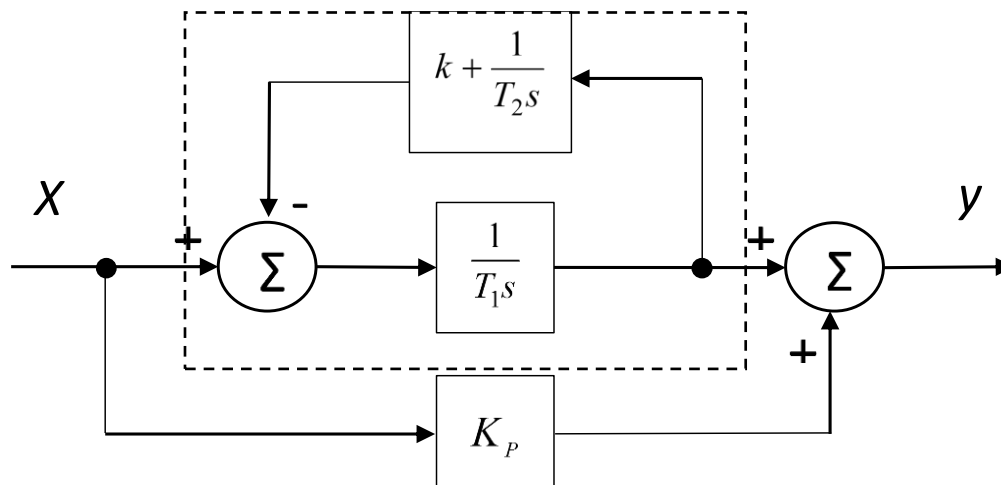 k + 1/(T₂s)
X
-
+
Σ
1/(T₁s)
+
Σ
y
+
K_P